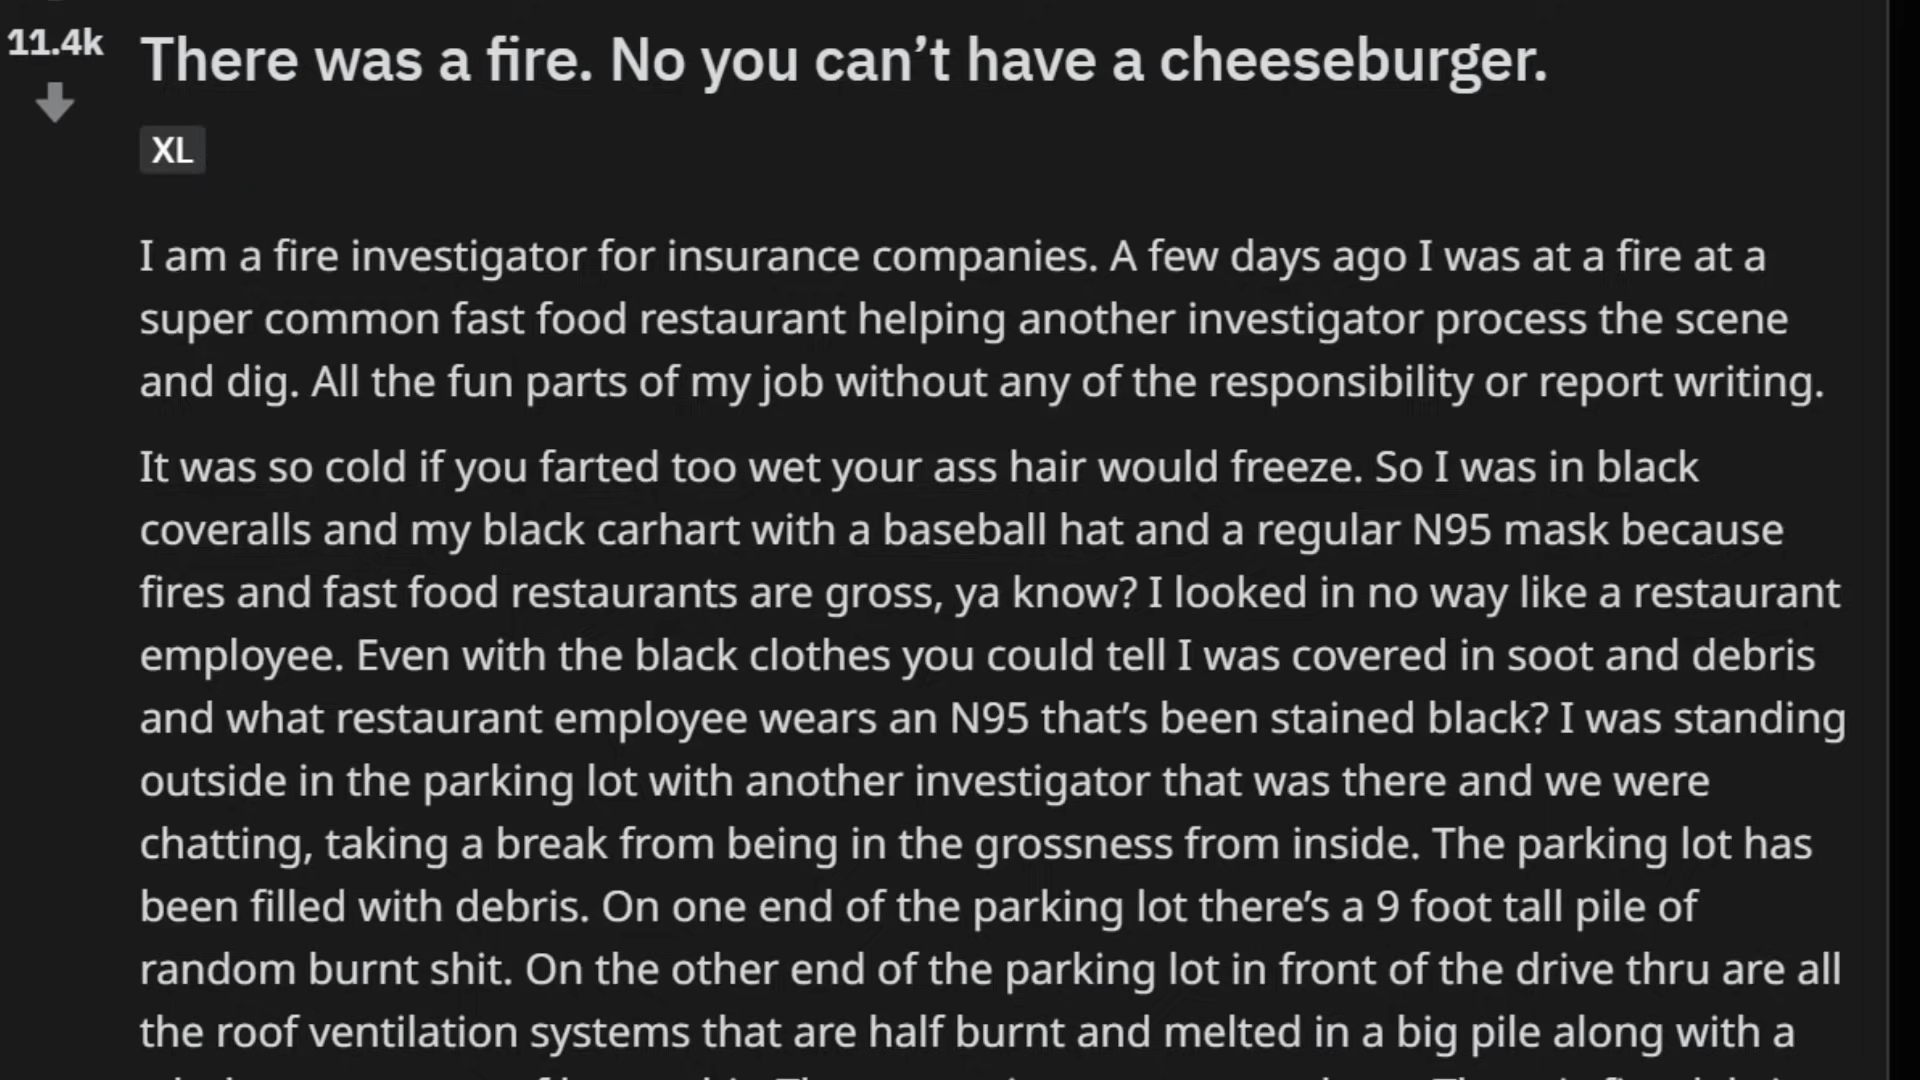 11.4k
There was a fire. No you can’t have a cheeseburger.
XL
I am a fire investigator for insurance companies. A few days ago I was at a fire at a
super common fast food restaurant helping another investigator process the scene
and dig. All the fun parts of my job without any of the responsibility or report writing.
It was so cold if you farted too wet your ass hair would freeze. So I was in black
coveralls and my black carhart with a baseball hat and a regular N95 mask because
fires and fast food restaurants are gross, ya know? I looked in no way like a restaurant
employee. Even with the black clothes you could tell I was covered in soot and debris
and what restaurant employee wears an N95 that’s been stained black? I was standing
outside in the parking lot with another investigator that was there and we were
chatting, taking a break from being in the grossness from inside. The parking lot has
been filled with debris. On one end of the parking lot there’s a 9 foot tall pile of
random burnt shit. On the other end of the parking lot in front of the drive thru are all
the roof ventilation systems that are half burnt and melted in a big pile along with a